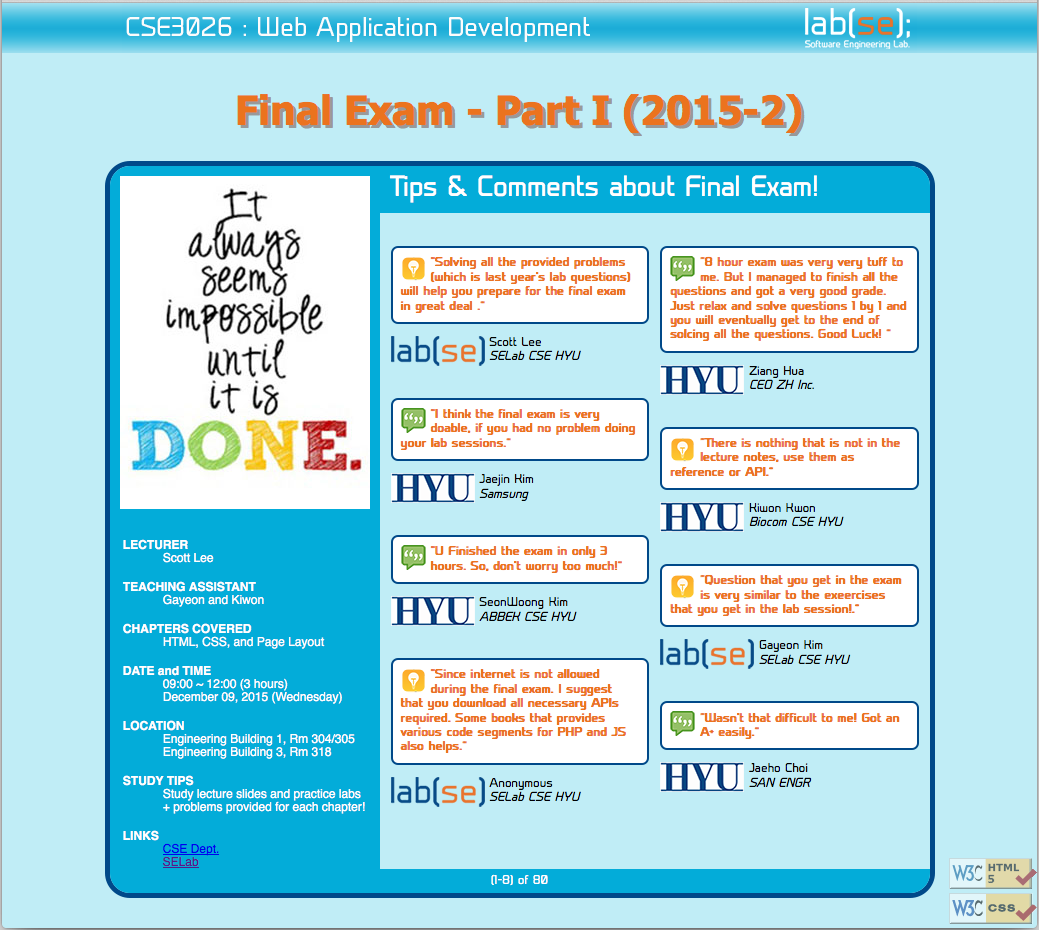 CSE3026 : Web Application Development
lab(se);
Software Engineering Lab.
Final Exam - Part I (2015-2)
It
always
seems
impossible
until
it is
DONE.
LECTURER
Scott Lee
TEACHING ASSISTANT
Gayeon and Kiwon
CHAPTERS COVERED
HTML, CSS, and Page Layout
DATE and TIME
09:00 ~ 12:00 (3 hours)
December 09, 2015 (Wednesday)
LOCATION
Engineering Building 1, Rm 304/305
Engineering Building 3, Rm 318
STUDY TIPS
Study lecture slides and practice labs
+ problems provided for each chapter!
LINKS
CSE Dept.
SELab
Tips & Comments about Final Exam!
"Solving all the provided problems
(which is last year's lab questions)
will help you prepare for the final exam
in great deal ."
lab(se)
Scott Lee
SELab CSE HYU
"I think the final exam is very
doable, if you had no problem doing
your lab sessions."
HYU
Jaejin Kim
Samsung
"U Finished the exam in only 3
hours. So, don't worry too much!"
HYU
SeonWoong Kim
ABBEK CSE HYU
"Since internet is not allowed
during the final exam. I suggest
that you download all necessary APIs
required. Some books that provides
various code segments for PHP and JS
also helps."
lab(se)
Anonymous
SELab CSE HYU
"8 hour exam was very very tuff to
me. But I managed to finish all the
questions and got a very good grade.
Just relax and solve questions 1 by 1 and
you will eventually get to the end of
solcing all the questions. Good Luck! "
HYU
Ziang Hua
CEO ZH Inc.
"There is nothing that is not in the
lecture notes, use them as
reference or API."
HYU
Kiwon Kwon
Biocom CSE HYU
"Question that you get in the exam
is very similar to the exeercises
that you get in the lab session!."
lab(se)
Gayeon Kim
SELab CSE HYU
"Wasn't that difficult to me! Got an
A+ easily."
HYU
Jaeho Choi
SAN ENGR
(1-8) of 80
W3C HTML
5
W3C CSS